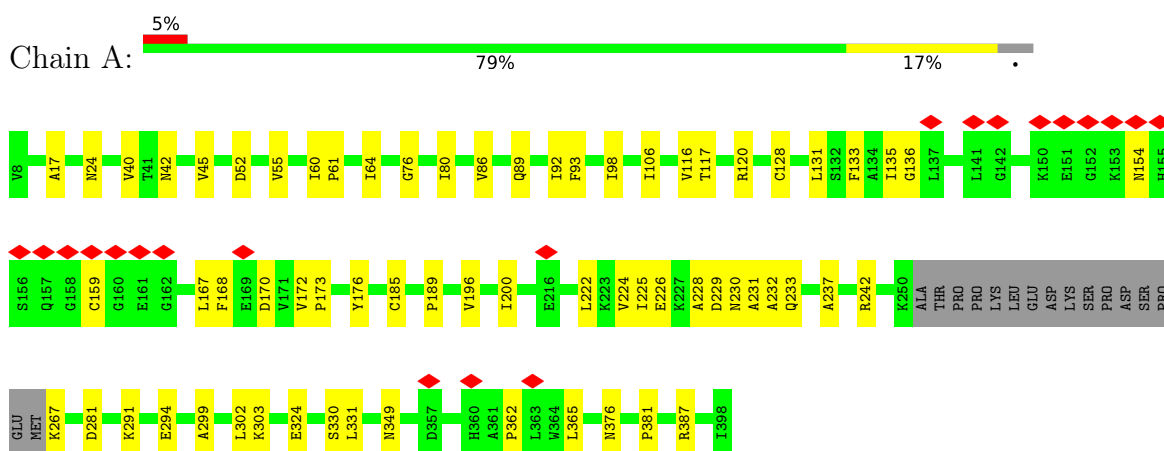 5%
Chain A:
79% 17% •
V8 A17 N24 V40 T41 N42 V45 D52 V55 I60 P61 I64 G76 I80 V86 Q89 I92 F93 I98 I106 V116 T117 R120 C128 L131 S132 F133 A134 I135 G136 L137 L141 G142 K150 E151 G152 K153 N154 H155
S156 Q157 G158 C159 G160 E161 G162 L167 F168 E169 D170 V171 V172 P173 Y176 C185 P189 V196 I200 E216 L222 K223 V224 I225 E226 K227 A228 D229 N230 A231 A232 Q233 A237 R242 K250 ALA THR PRO PRO LYS LEU GLU ASP LYS SER PRO ASP SER PRO
GLU MET K267 D281 K291 E294 A299 L302 K303 E324 S330 L331 N349 D357 H360 A361 P362 L363 W364 L365 N376 P381 R387 I398